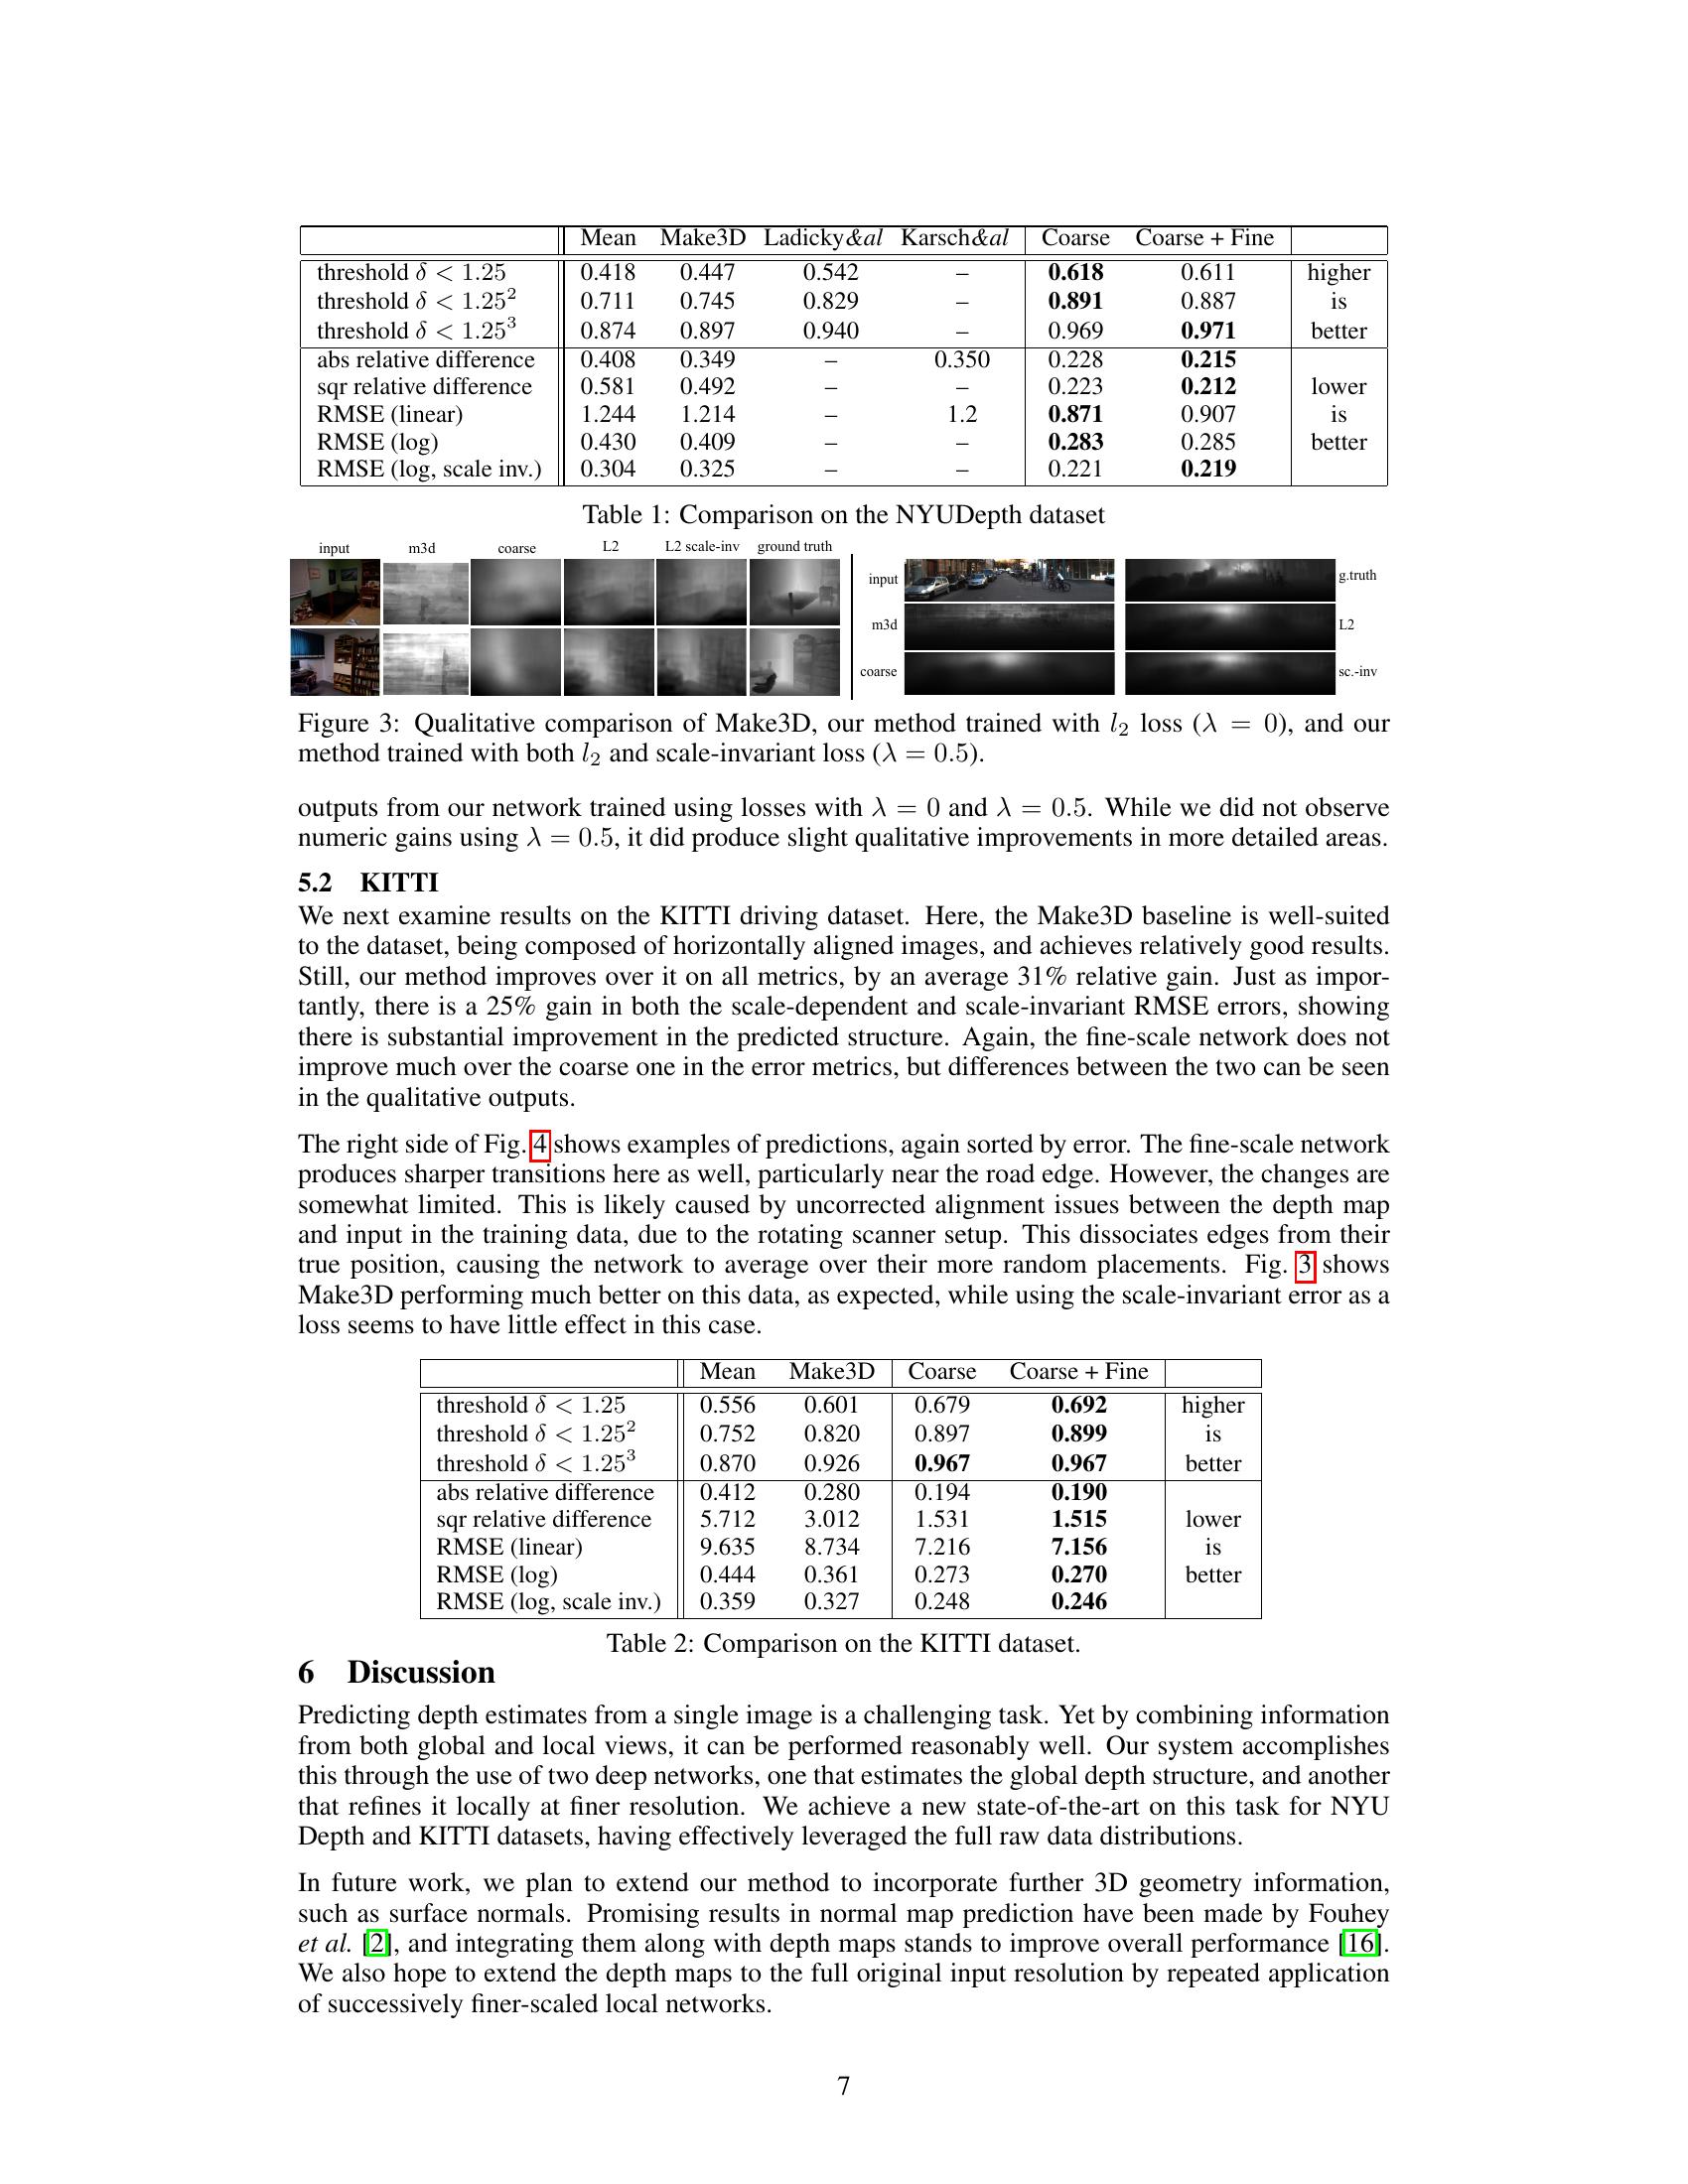 Mean Make3D Ladicky&al Karsch&al Coarse Coarse + Fine
threshold δ < 1.25 0.418 0.447 0.542 – 0.618 0.611 higher
threshold δ < 1.25² 0.711 0.745 0.829 – 0.891 0.887 is
threshold δ < 1.25³ 0.874 0.897 0.940 – 0.969 0.971 better
abs relative difference 0.408 0.349 – 0.350 0.228 0.215
sqr relative difference 0.581 0.492 – – 0.223 0.212 lower
RMSE (linear) 1.244 1.214 – 1.2 0.871 0.907 is
RMSE (log) 0.430 0.409 – – 0.283 0.285 better
RMSE (log, scale inv.) 0.304 0.325 – – 0.221 0.219
Table 1: Comparison on the NYUDepth dataset
input m3d coarse L2 L2 scale-inv ground truth
input g.truth
m3d L2
coarse sc.-inv
Figure 3: Qualitative comparison of Make3D, our method trained with l₂ loss (λ = 0), and our
method trained with both l₂ and scale-invariant loss (λ = 0.5).
outputs from our network trained using losses with λ = 0 and λ = 0.5. While we did not observe
numeric gains using λ = 0.5, it did produce slight qualitative improvements in more detailed areas.
5.2 KITTI
We next examine results on the KITTI driving dataset. Here, the Make3D baseline is well-suited
to the dataset, being composed of horizontally aligned images, and achieves relatively good results.
Still, our method improves over it on all metrics, by an average 31% relative gain. Just as impor-
tantly, there is a 25% gain in both the scale-dependent and scale-invariant RMSE errors, showing
there is substantial improvement in the predicted structure. Again, the fine-scale network does not
improve much over the coarse one in the error metrics, but differences between the two can be seen
in the qualitative outputs.
The right side of Fig. 4 shows examples of predictions, again sorted by error. The fine-scale network
produces sharper transitions here as well, particularly near the road edge. However, the changes are
somewhat limited. This is likely caused by uncorrected alignment issues between the depth map
and input in the training data, due to the rotating scanner setup. This dissociates edges from their
true position, causing the network to average over their more random placements. Fig. 3 shows
Make3D performing much better on this data, as expected, while using the scale-invariant error as a
loss seems to have little effect in this case.
Mean Make3D Coarse Coarse + Fine
threshold δ < 1.25 0.556 0.601 0.679 0.692 higher
threshold δ < 1.25² 0.752 0.820 0.897 0.899 is
threshold δ < 1.25³ 0.870 0.926 0.967 0.967 better
abs relative difference 0.412 0.280 0.194 0.190
sqr relative difference 5.712 3.012 1.531 1.515 lower
RMSE (linear) 9.635 8.734 7.216 7.156 is
RMSE (log) 0.444 0.361 0.273 0.270 better
RMSE (log, scale inv.) 0.359 0.327 0.248 0.246
Table 2: Comparison on the KITTI dataset.
6 Discussion
Predicting depth estimates from a single image is a challenging task. Yet by combining information
from both global and local views, it can be performed reasonably well. Our system accomplishes
this through the use of two deep networks, one that estimates the global depth structure, and another
that refines it locally at finer resolution. We achieve a new state-of-the-art on this task for NYU
Depth and KITTI datasets, having effectively leveraged the full raw data distributions.
In future work, we plan to extend our method to incorporate further 3D geometry information,
such as surface normals. Promising results in normal map prediction have been made by Fouhey
et al. [2], and integrating them along with depth maps stands to improve overall performance [16].
We also hope to extend the depth maps to the full original input resolution by repeated application
of successively finer-scaled local networks.
7